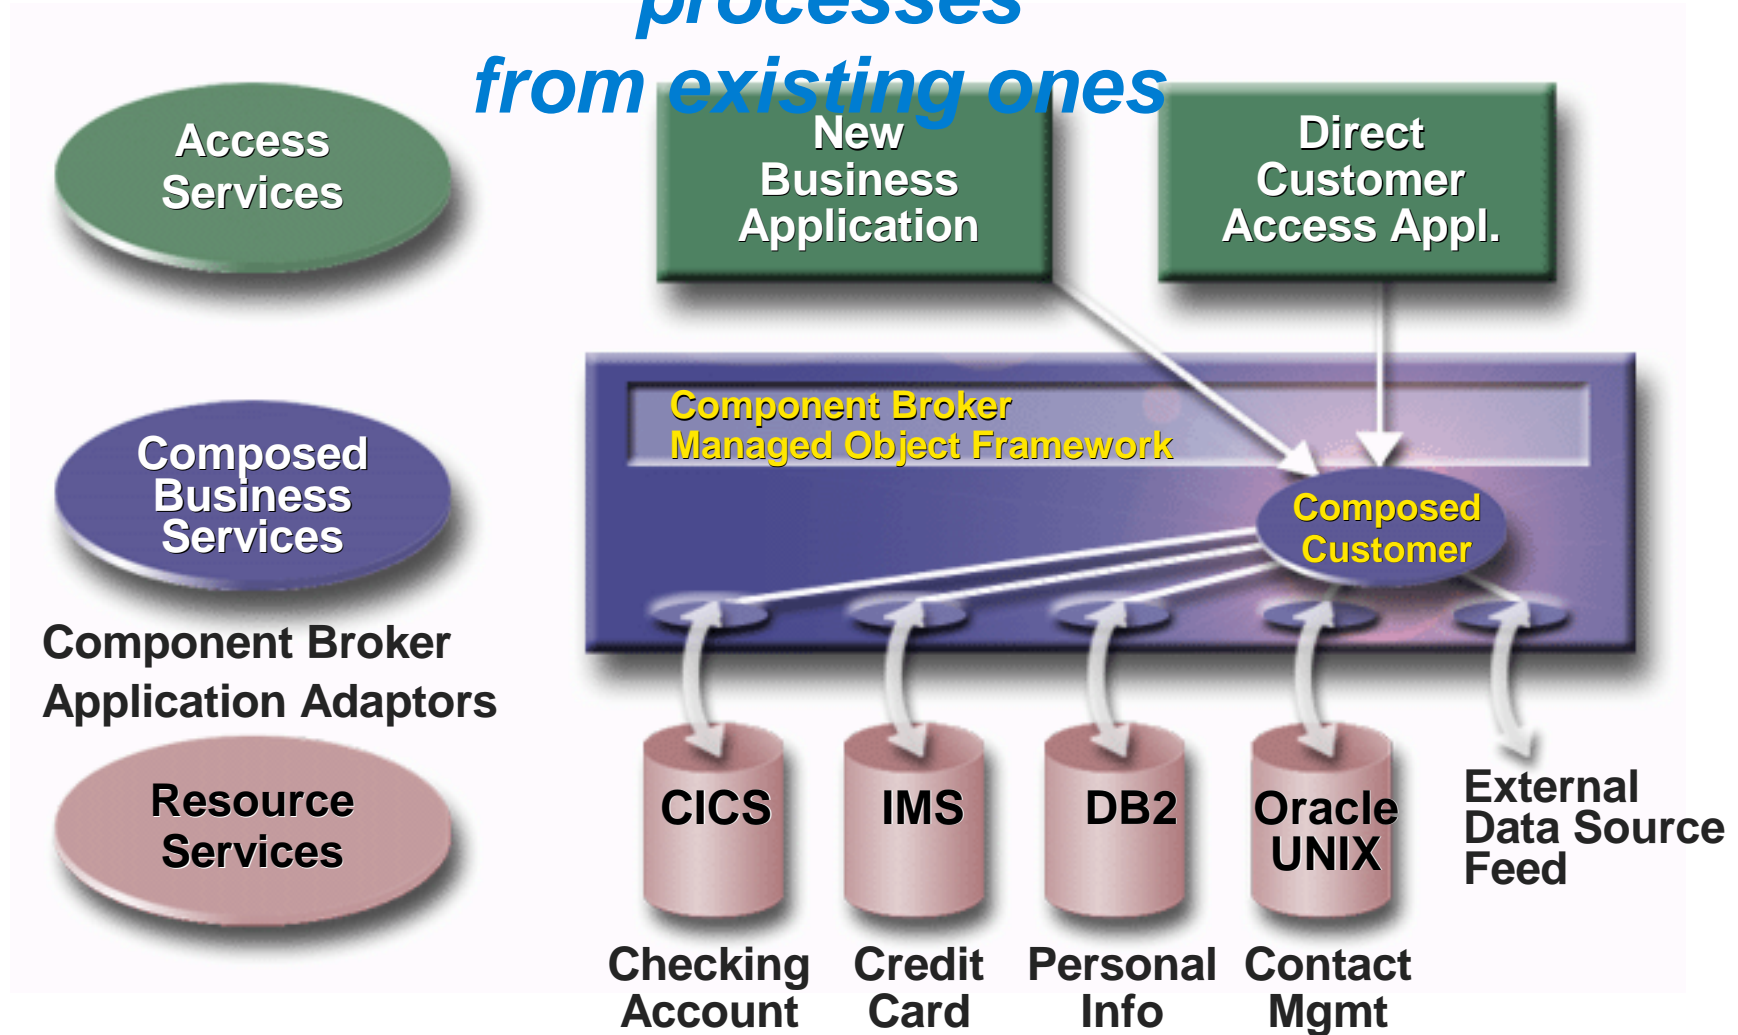 processes
from existing ones
Access
Services
New
Business
Application
Direct
Customer
Access Appl.
Component Broker
Managed Object Framework
Composed
Business
Services
Composed
Customer
Component Broker
Application Adaptors
Resource
Services
CICS
IMS
DB2
Oracle
UNIX
External
Data Source
Feed
Checking
Account
Credit
Card
Personal
Info
Contact
Mgmt